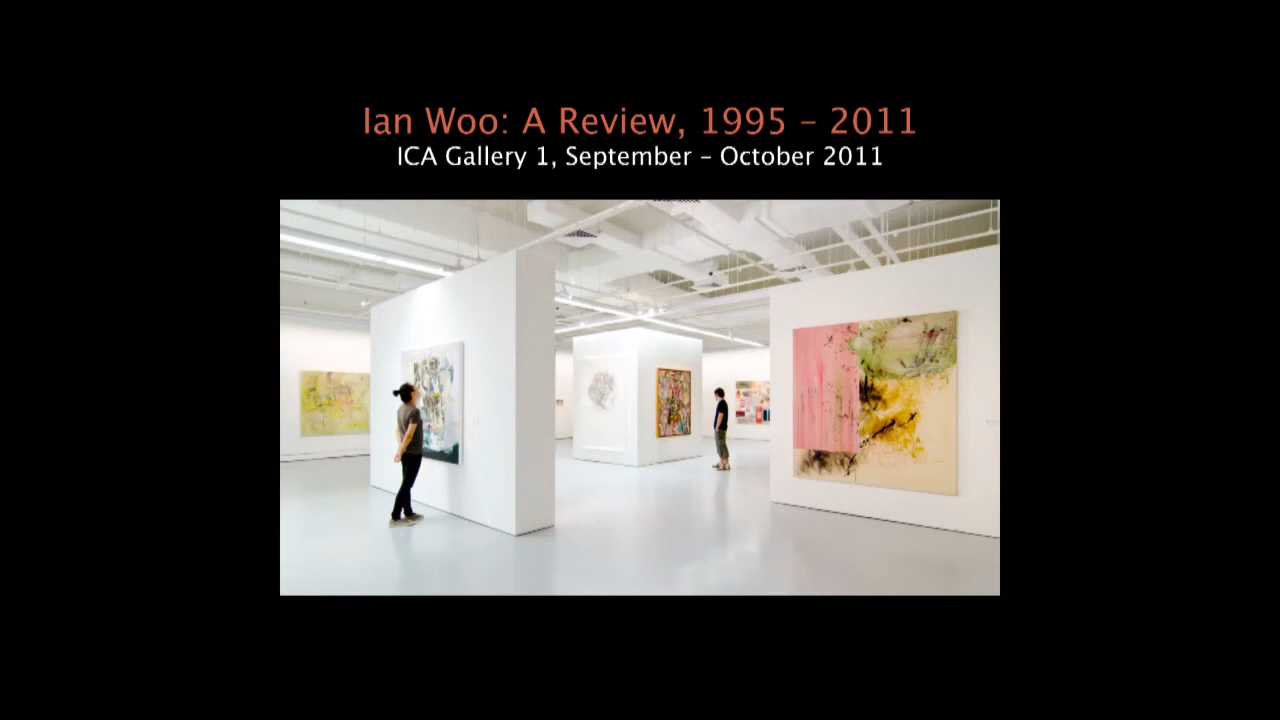 Ian Woo: A Review, 1995 – 2011
ICA Gallery 1, September – October 2011